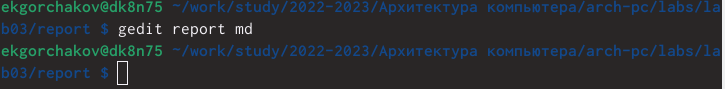 ekgorchakov@dk8n75 ~/work/study/2022-2023/Архитектура компьютера/arch-pc/labs/la
b03/report $ gedit report md
ekgorchakov@dk8n75 ~/work/study/2022-2023/Архитектура компьютера/arch-pc/labs/la
b03/report $